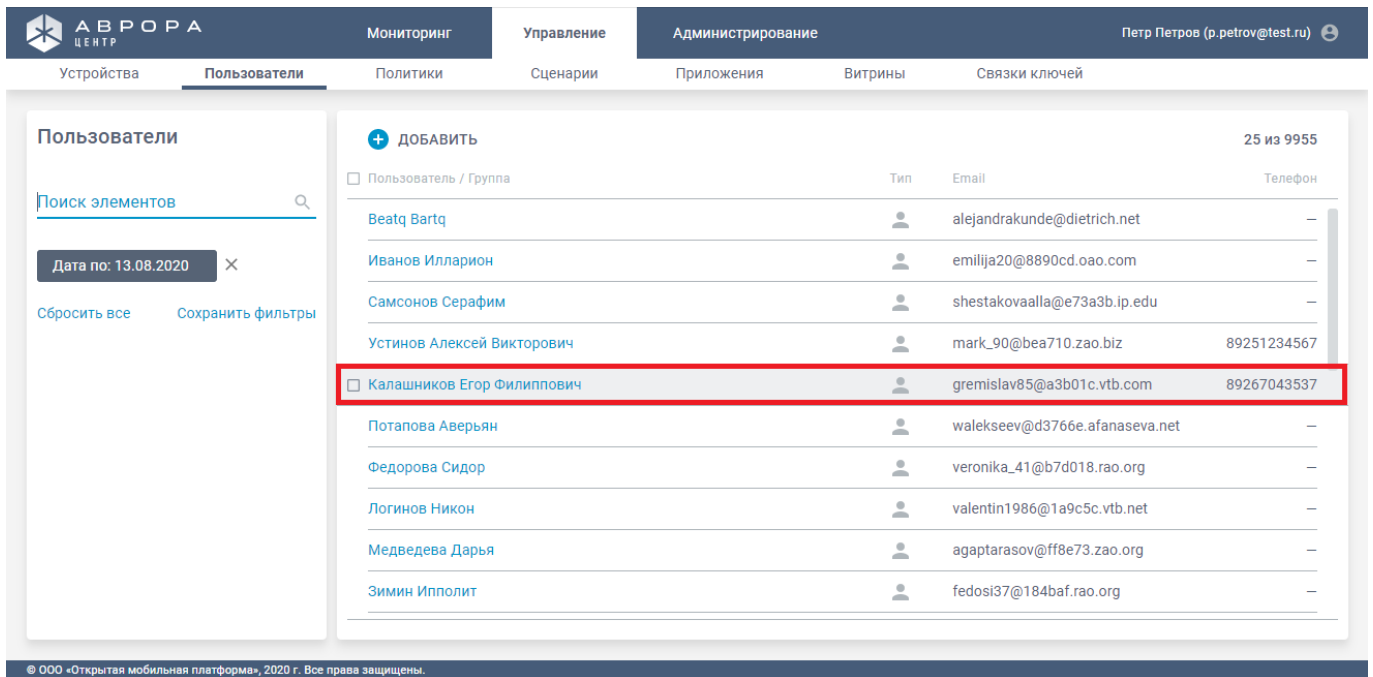 АВРОРА
ЦЕНТР
Мониторинг Управление Администрирование Петр Петров (p.petrov@test.ru)
Устройства Пользователи Политики Сценарии Приложения Витрины Связки ключей
Пользователи
Поиск элементов
Дата по: 13.08.2020
Сбросить все Сохранить фильтры
ДОБАВИТЬ 25 из 9955
Пользователь / Группа Тип Email Телефон
Beatq Bartq alejandrakunde@dietrich.net —
Иванов Илларион emilija20@8890cd.oao.com —
Самсонов Серафим shestakovaalla@e73a3b.ip.edu —
Устинов Алексей Викторович mark_90@bea710.zao.biz 89251234567
Калашников Егор Филиппович gremislav85@a3b01c.vtb.com 89267043537
Потапова Аверьян walekseev@d3766e.afanaseva.net —
Федорова Сидор veronika_41@b7d018.rao.org —
Логинов Никон valentin1986@1a9c5c.vtb.net —
Медведева Дарья agaptarasov@ff8e73.zao.org —
Зимин Ипполит fedosi37@184baf.rao.org —
© ООО «Открытая мобильная платформа», 2020 г. Все права защищены.